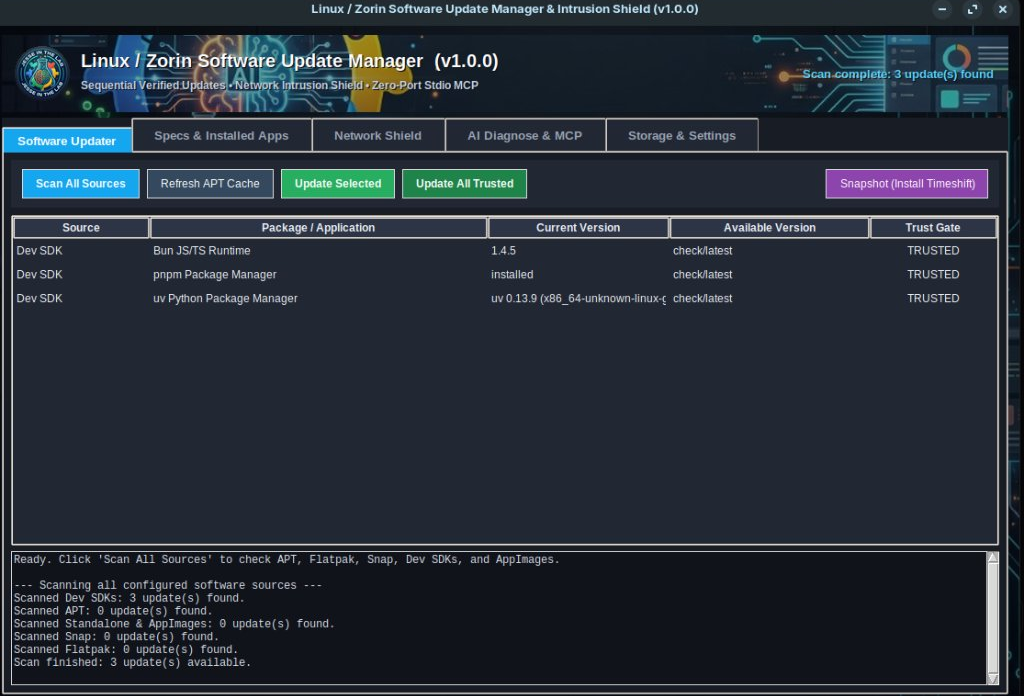 Linux / Zorin Software Update Manager & Intrusion Shield (v1.0.0)
Linux / Zorin Software Update Manager (v1.0.0)
Sequential Verified Updates • Network Intrusion Shield • Zero-Port Stdio MCP
Scan complete: 3 update(s) found
Software Updater
Specs & Installed Apps
Network Shield
AI Diagnose & MCP
Storage & Settings
Scan All Sources
Refresh APT Cache
Update Selected
Update All Trusted
Snapshot (Install Timeshift)
Source Package / Application Current Version Available Version Trust Gate
Dev SDK Bun JS/TS Runtime 1.4.5 check/latest TRUSTED
Dev SDK pnpm Package Manager installed check/latest TRUSTED
Dev SDK uv Python Package Manager uv 0.13.9 (x86_64-unknown-linux-g check/latest TRUSTED
Ready. Click 'Scan All Sources' to check APT, Flatpak, Snap, Dev SDKs, and AppImages.
--- Scanning all configured software sources ---
Scanned Dev SDKs: 3 update(s) found.
Scanned APT: 0 update(s) found.
Scanned Standalone & AppImages: 0 update(s) found.
Scanned Snap: 0 update(s) found.
Scanned Flatpak: 0 update(s) found.
Scan finished: 3 update(s) available.